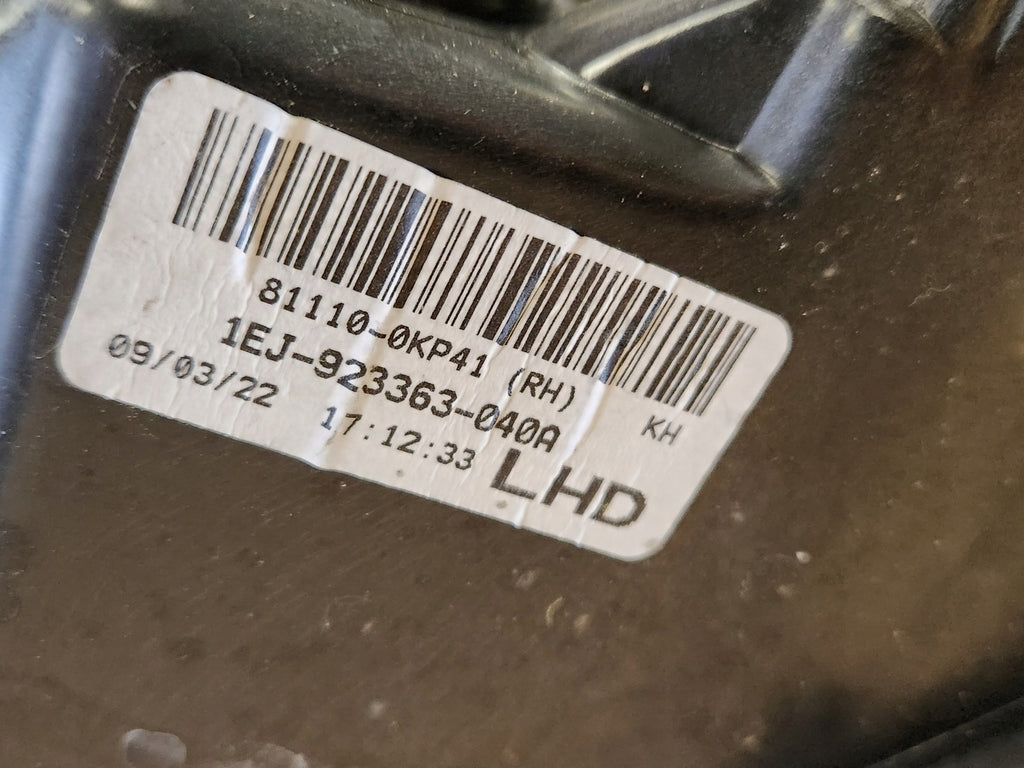 81110-0KP41 (RH)
KH
1EJ-923363-040A
09/03/22 17:12:33
LHD